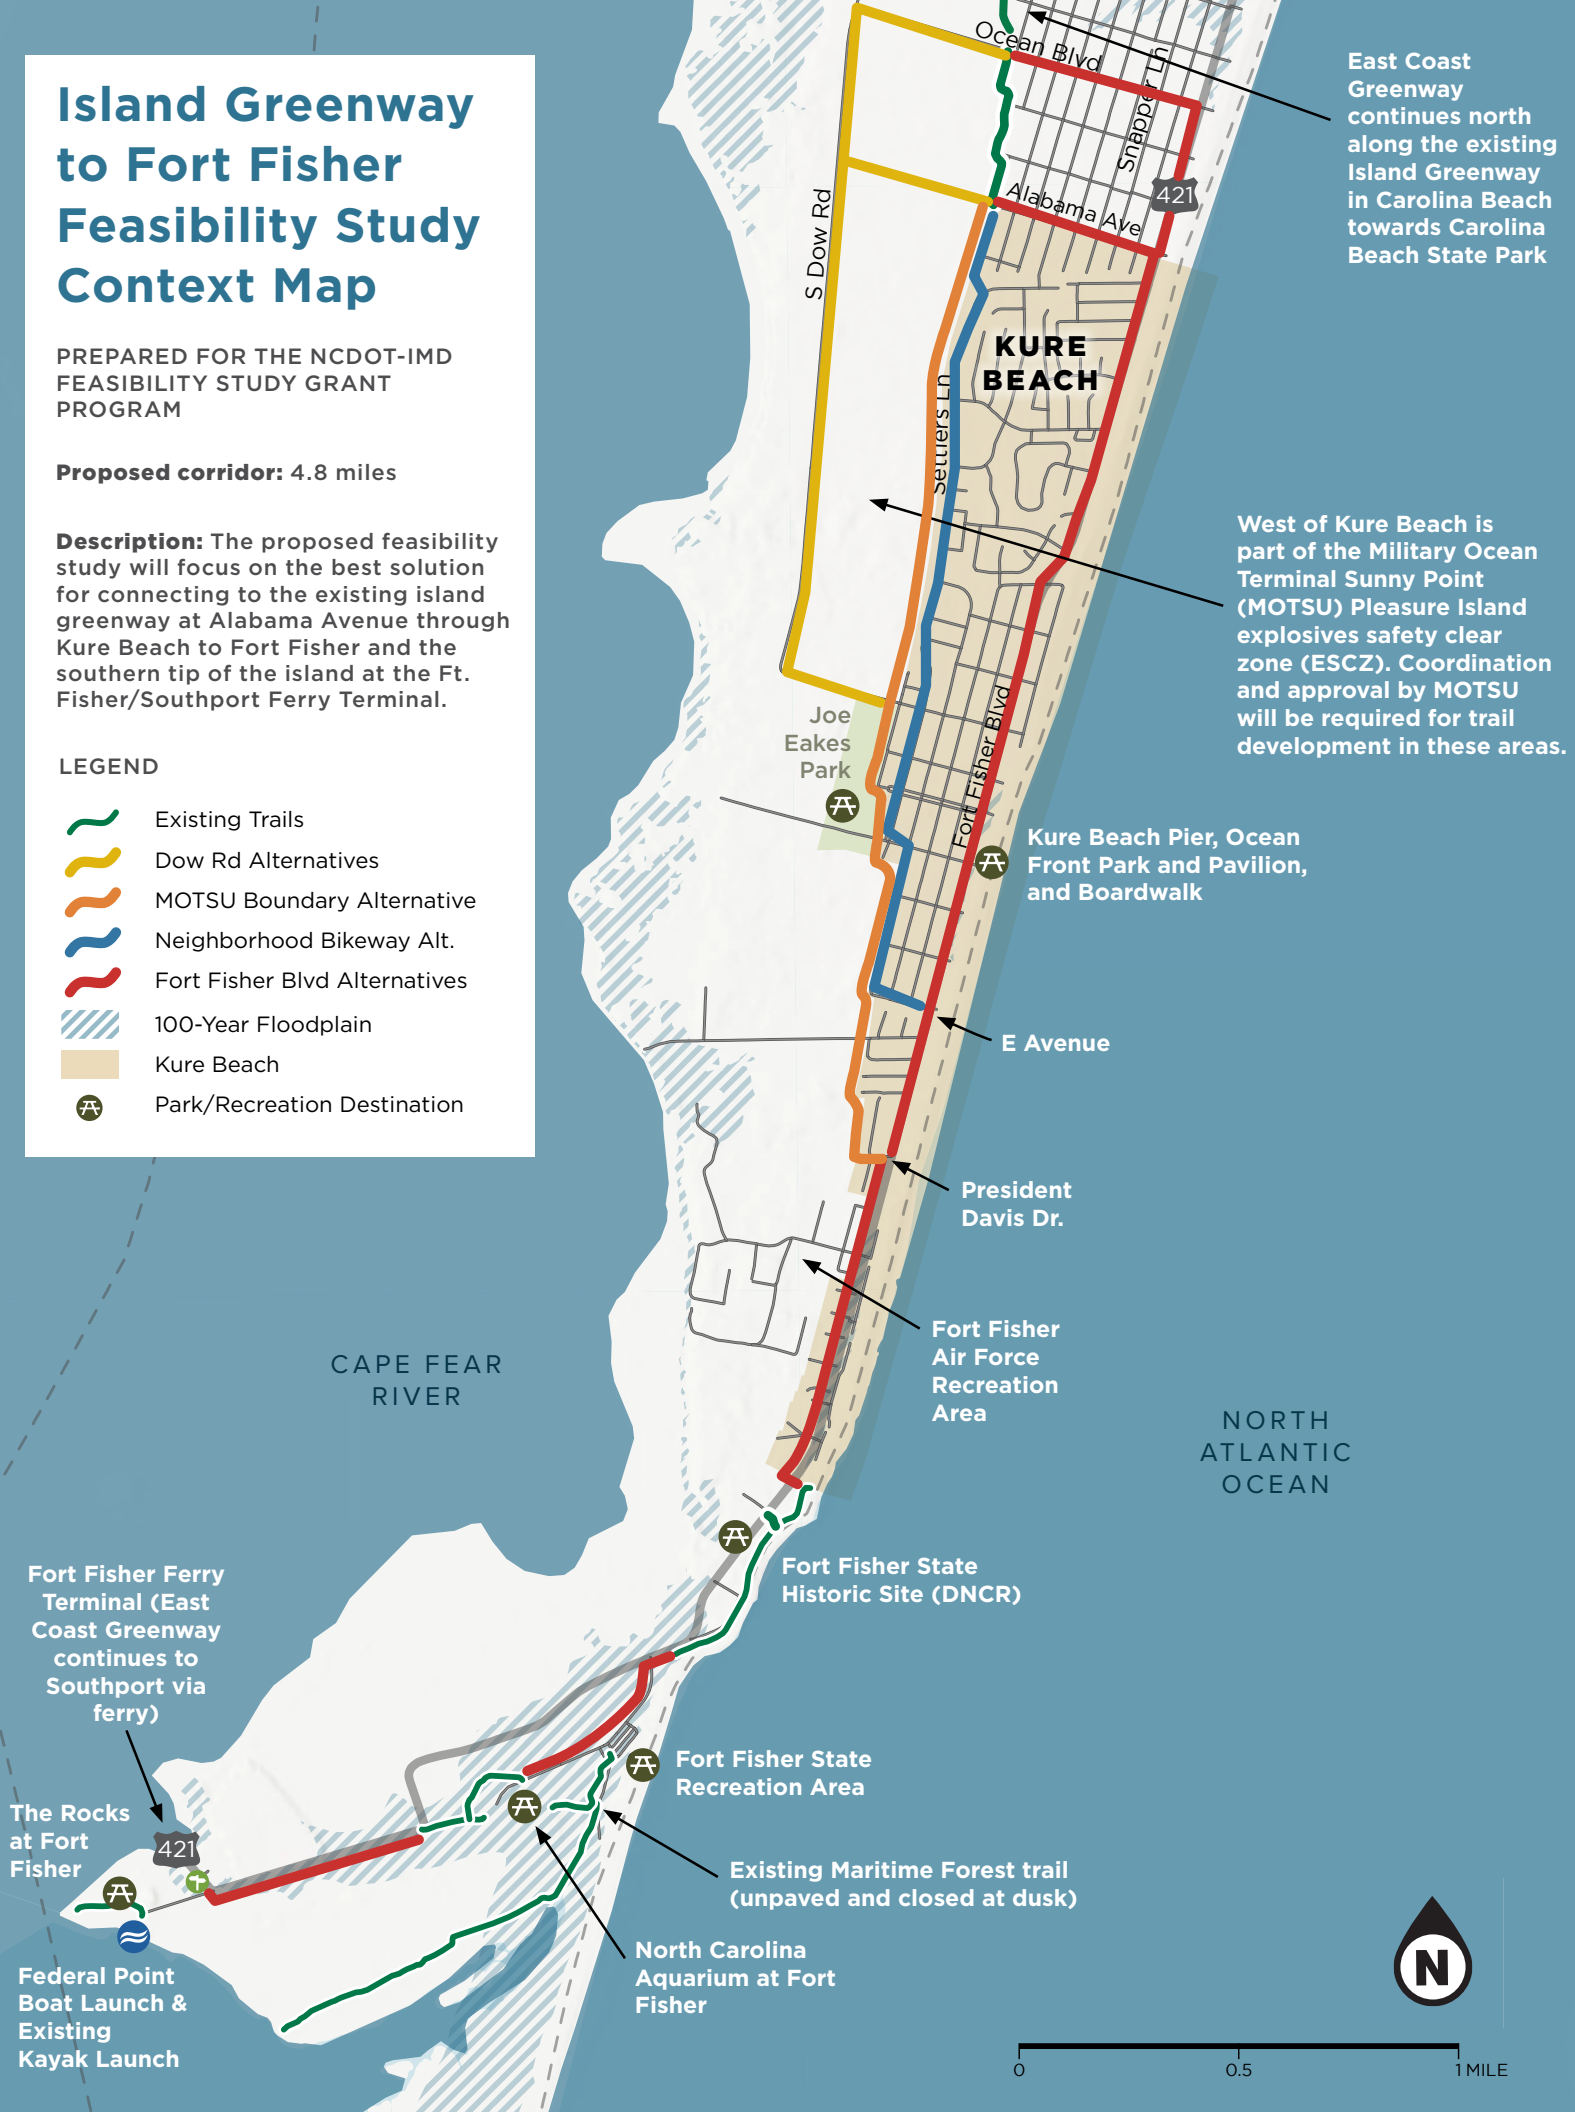 Island Greenway
to Fort Fisher
Feasibility Study
Context Map
PREPARED FOR THE NCDOT-IMD
FEASIBILITY STUDY GRANT
PROGRAM
Proposed corridor: 4.8 miles
Description: The proposed feasibility
study will focus on the best solution
for connecting to the existing island
greenway at Alabama Avenue through
Kure Beach to Fort Fisher and the
southern tip of the island at the Ft.
Fisher/Southport Ferry Terminal.
LEGEND
Existing Trails
Dow Rd Alternatives
MOTSU Boundary Alternative
Neighborhood Bikeway Alt.
Fort Fisher Blvd Alternatives
100-Year Floodplain
Kure Beach
Park/Recreation Destination
Ocean Blvd
Snapper Ln
421
Alabama Ave
S Dow Rd
East Coast
Greenway
continues north
along the existing
Island Greenway
in Carolina Beach
towards Carolina
Beach State Park
KURE
BEACH
Settlers Ln
West of Kure Beach is
part of the Military Ocean
Terminal Sunny Point
(MOTSU) Pleasure Island
explosives safety clear
zone (ESCZ). Coordination
and approval by MOTSU
will be required for trail
development in these areas.
Joe
Eakes
Park
Fort Fisher Blvd
Kure Beach Pier, Ocean
Front Park and Pavilion,
and Boardwalk
E Avenue
President
Davis Dr.
Fort Fisher
Air Force
Recreation
Area
CAPE FEAR
RIVER
NORTH
ATLANTIC
OCEAN
Fort Fisher State
Historic Site (DNCR)
Fort Fisher Ferry
Terminal (East
Coast Greenway
continues to
Southport via
ferry)
Fort Fisher State
Recreation Area
The Rocks
at Fort
Fisher
421
Existing Maritime Forest trail
(unpaved and closed at dusk)
North Carolina
Aquarium at Fort
Fisher
Federal Point
Boat Launch &
Existing
Kayak Launch
N
0 0.5 1 MILE